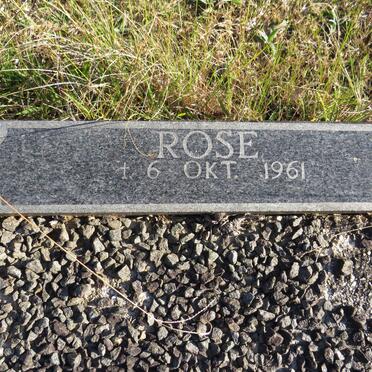 ROSE
† 6 OKT. 1961